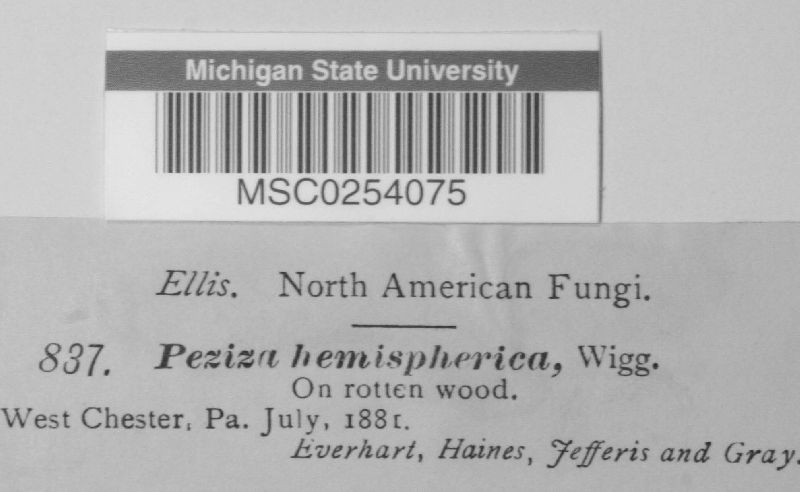 Michigan State University
MSC0254075
Ellis. North American Fungi.
837. Peziza hemispherica, Wigg.
On rotten wood.
West Chester, Pa. July, 1881.
Everhart, Haines, Jefferis and Gray.